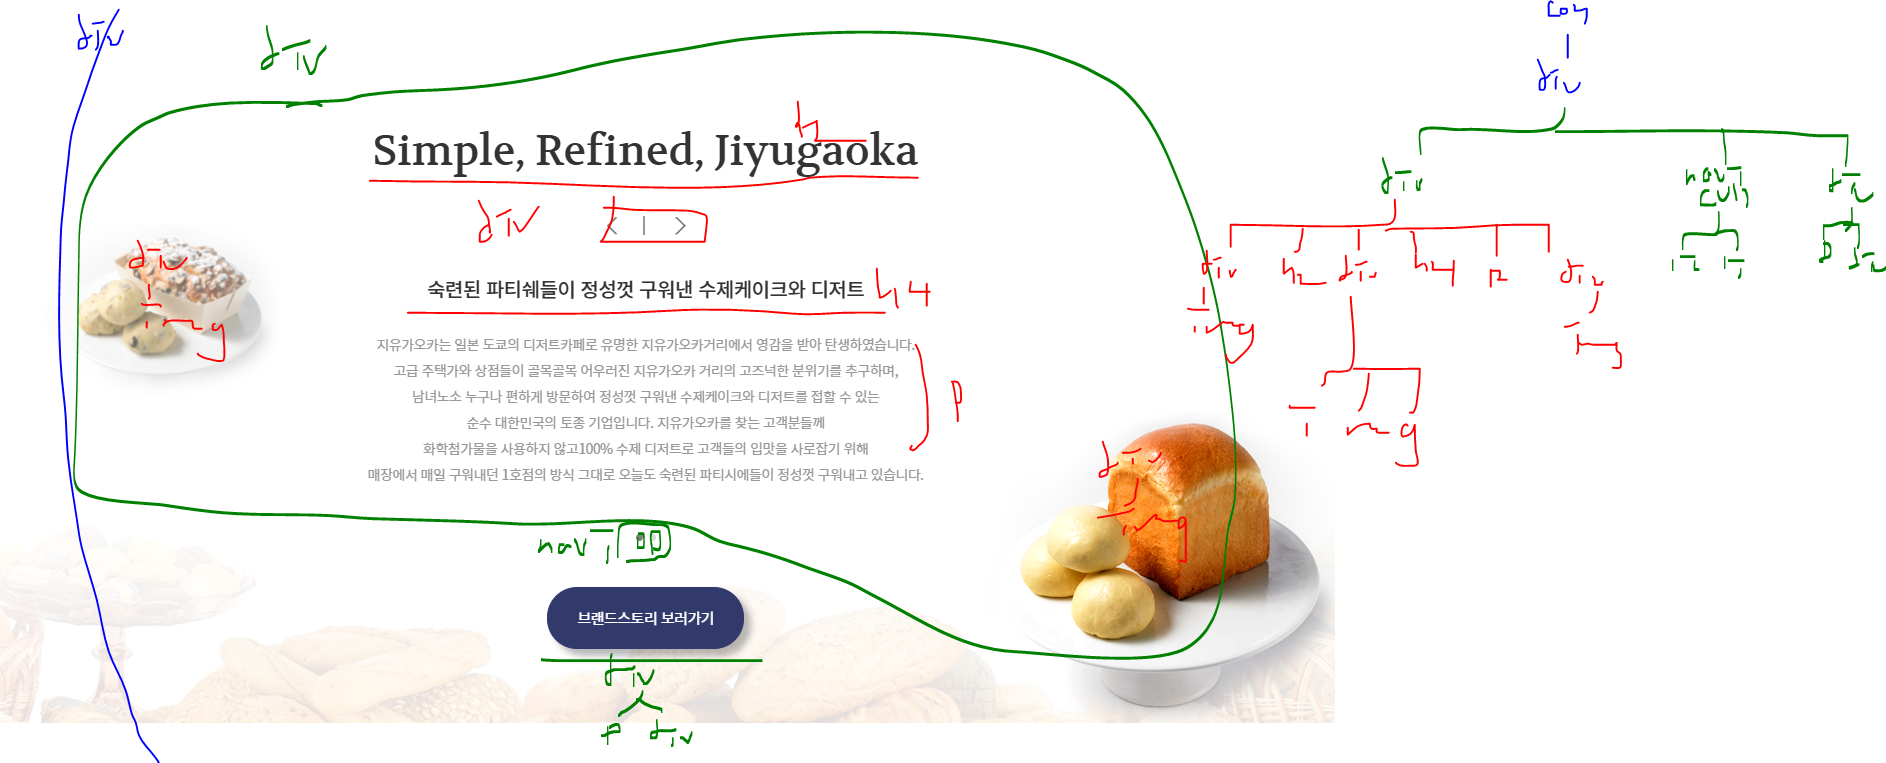 div
div
con
div
h
Simple, Refined, Jiyugaoka
div
div
img
숙련된 파티쉐들이 정성껏 구워낸 수제케이크와 디저트
h4
지유가오카는 일본 도쿄의 디저트카페로 유명한 지유가오카거리에서 영감을 받아 탄생하였습니다.
고급 주택가와 상점들이 골목골목 어우러진 지유가오카 거리의 고즈넉한 분위기를 추구하며,
남녀노소 누구나 편하게 방문하여 정성껏 구워낸 수제케이크와 디저트를 접할 수 있는
순수 대한민국의 토종 기업입니다. 지유가오카를 찾는 고객분들께
화학첨가물을 사용하지 않고100% 수제 디저트로 고객들의 입맛을 사로잡기 위해
매장에서 매일 구워내던 1호점의 방식 그대로 오늘도 숙련된 파티시에들이 정성껏 구워내고 있습니다.
p
div
img
navi
브랜드스토리 보러가기
div
p div
div navi div
p div
div h2 div h4 p div
img img
img